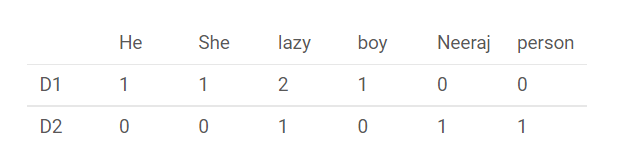 He She lazy boy Neeraj person
D1 1 1 2 1 0 0
D2 0 0 1 0 1 1